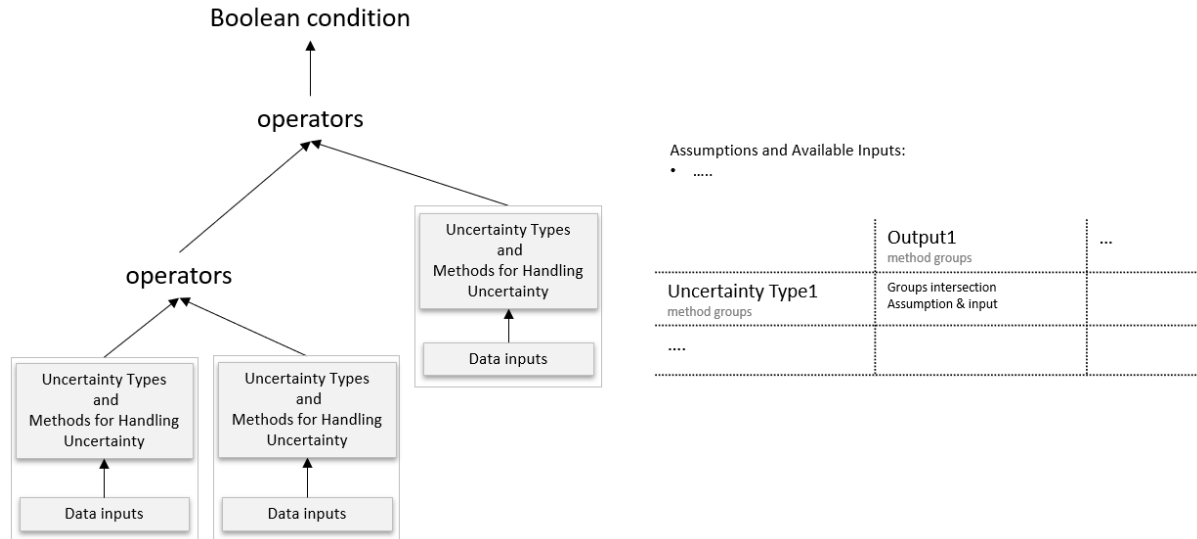 Boolean condition
operators
operators
Uncertainty Types
and
Methods for Handling
Uncertainty
Data inputs
Uncertainty Types
and
Methods for Handling
Uncertainty
Data inputs
Uncertainty Types
and
Methods for Handling
Uncertainty
Data inputs
Assumptions and Available Inputs:
• .....
Output1
method groups
...
Uncertainty Type1
method groups
Groups intersection
Assumption & input
....